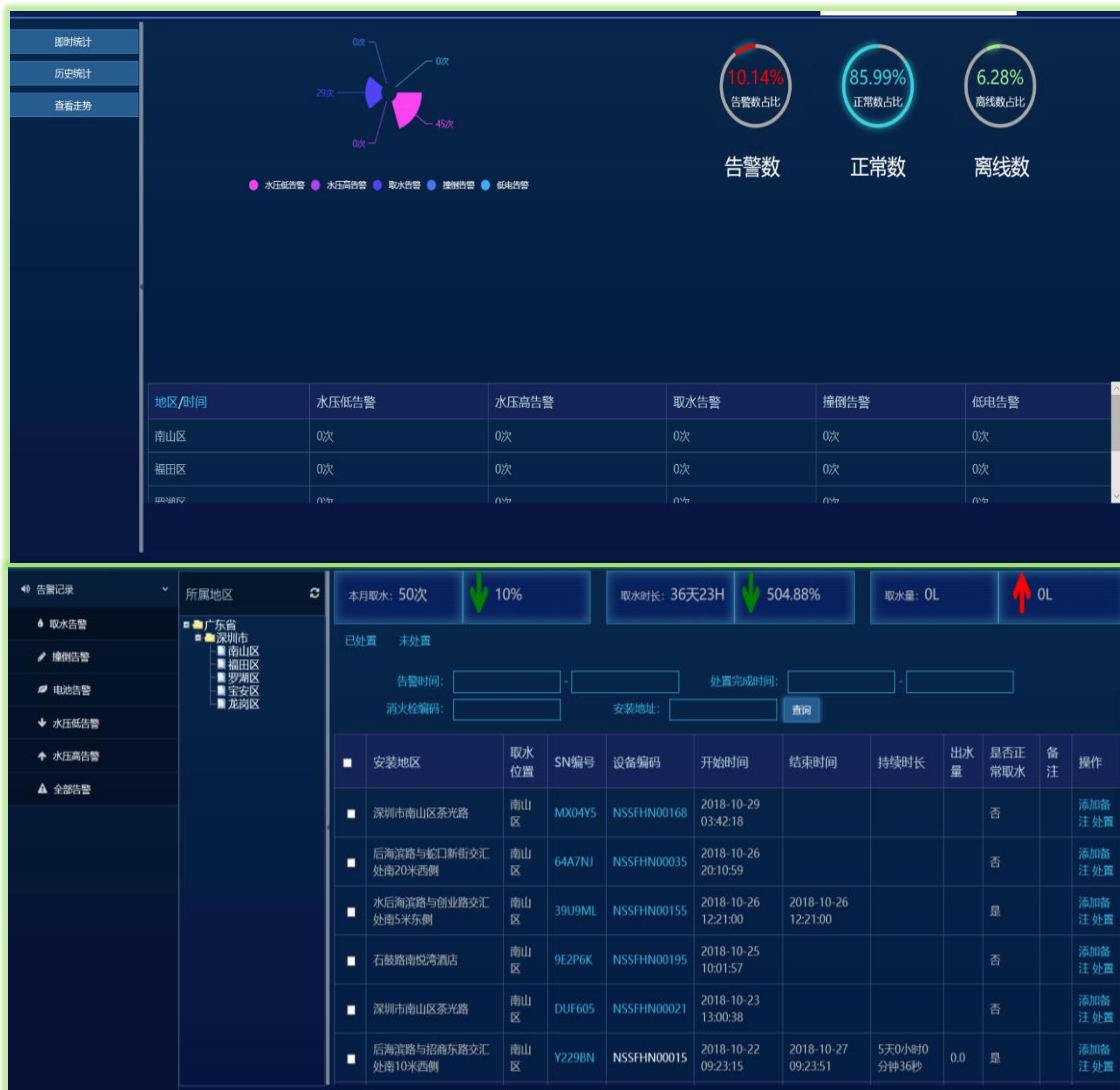 即时统计
历史统计
查看走势
0次
0次
29次
45次
0次
水压低告警 水压高告警 取水告警 撞倒告警 低电告警
10.14%
告警数占比
85.99%
正常数占比
6.28%
离线数占比
告警数 正常数 离线数
地区/时间 水压低告警 水压高告警 取水告警 撞倒告警 低电告警
南山区 0次 0次 0次 0次 0次
福田区 0次 0次 0次 0次 0次
罗湖区 0次 0次 0次 0次 0次
告警记录
取水告警
撞倒告警
电池告警
水压低告警
水压高告警
全部告警
所属地区
广东省
深圳市
南山区
福田区
罗湖区
宝安区
龙岗区
本月取水: 50次 10% 取水时长: 36天23H 504.88% 取水量: 0L 0L
已处置 未处置
告警时间: - 处置完成时间: -
消火栓编码: 安装地址: 查询
安装地区 取水位置 SN编号 设备编码 开始时间 结束时间 持续时长 出水量 是否正常取水 备注 操作
深圳市南山区茶光路 南山区 MX04Y5 NSSFHN00168 2018-10-29 03:42:18 否 添加备注 处置
后海滨路与蛇口新街交汇处南20米西侧 南山区 64A7NJ NSSFHN00035 2018-10-26 20:10:59 否 添加备注 处置
水后海滨路与创业路交汇处南5米东侧 南山区 39U9ML NSSFHN00155 2018-10-26 12:21:00 2018-10-26 12:21:00 是 添加备注 处置
石鼓路南悦湾酒店 南山区 9E2P6K NSSFHN00195 2018-10-25 10:01:57 否 添加备注 处置
深圳市南山区茶光路 南山区 DUF605 NSSFHN00021 2018-10-23 13:00:38 否 添加备注 处置
后海滨路与招商东路交汇处南10米西侧 南山区 Y229BN NSSFHN00015 2018-10-22 09:23:15 2018-10-27 09:23:51 5天0小时0分钟36秒 0.0 是 添加备注 处置